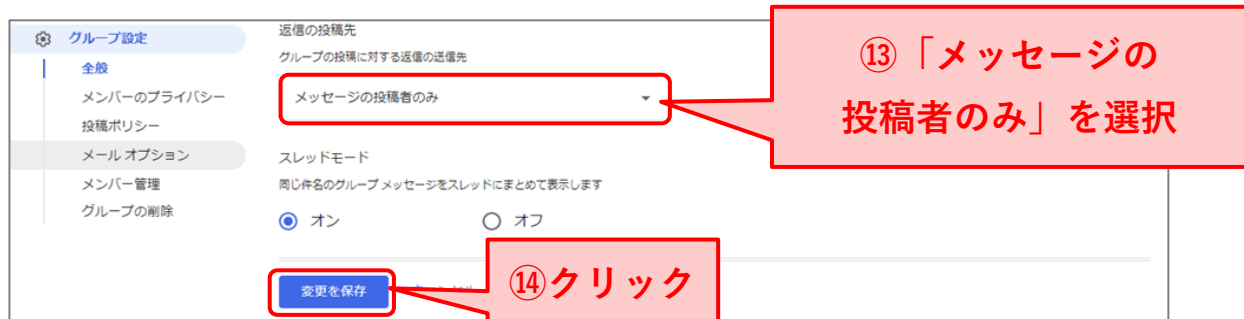 グループ設定
全般
メンバーのプライバシー
投稿ポリシー
メール オプション
メンバー管理
グループの削除
返信の投稿先
グループの投稿に対する返信の送信先
メッセージの投稿者のみ
スレッドモード
同じ件名のグループ メッセージをスレッドにまとめて表示します
オン
オフ
変更を保存
⑬「メッセージの
投稿者のみ」を選択
⑭クリック